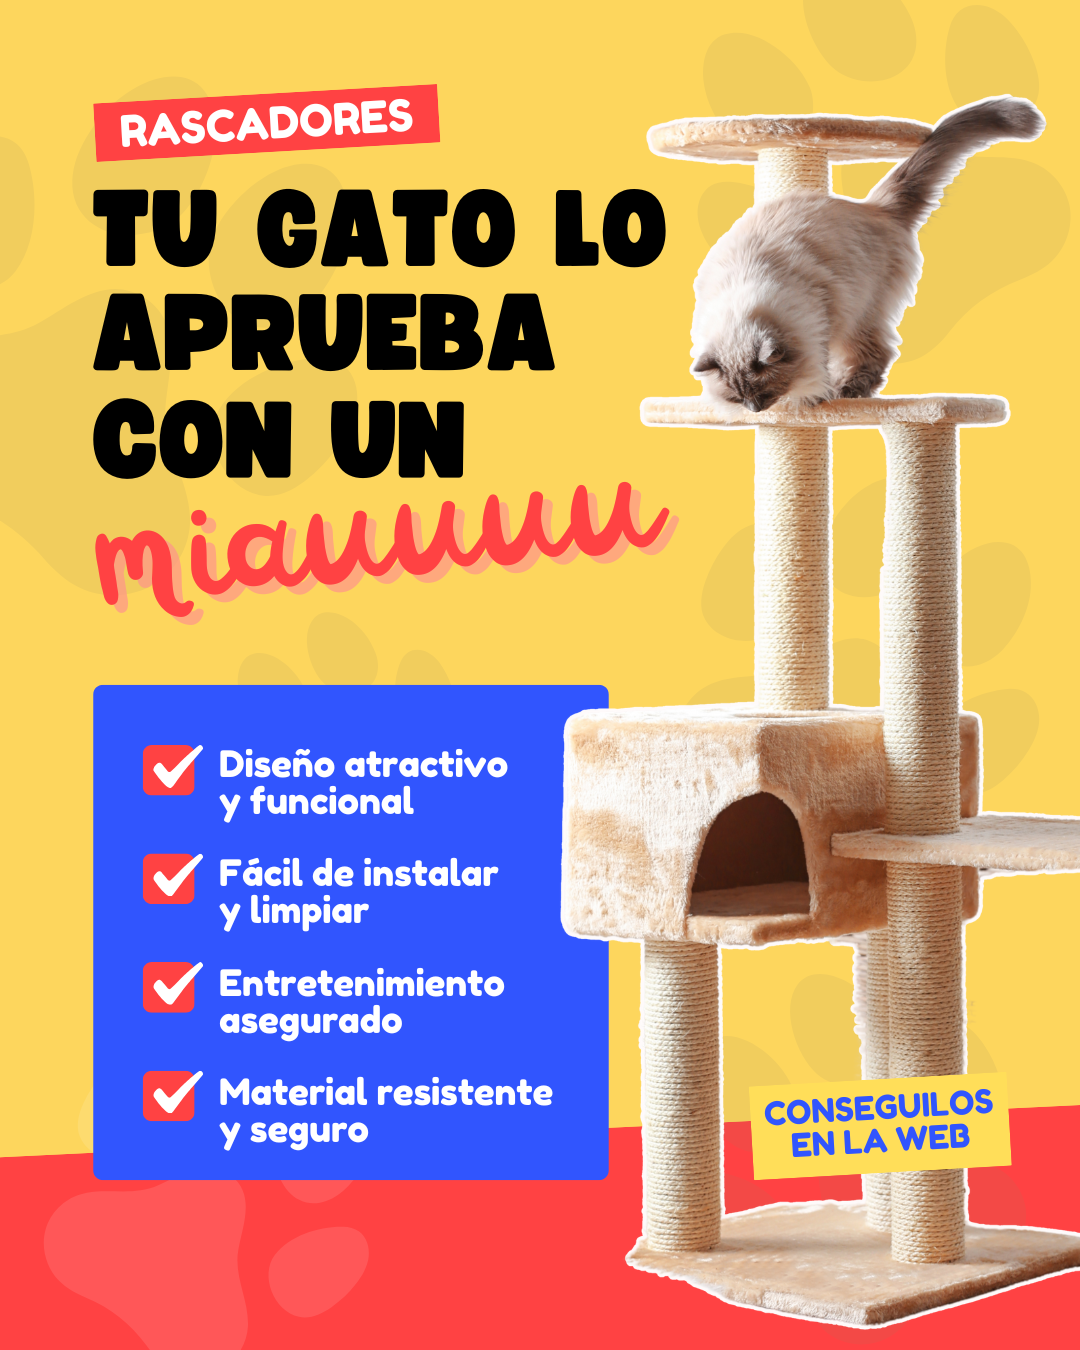 RASCADORES
TU GATO LO
APRUEBA
CON UN
miauuuuu
Diseño atractivo
y funcional
Fácil de instalar
y limpiar
Entretenimiento
asegurado
Material resistente
y seguro
CONSEGUILOS
EN LA WEB